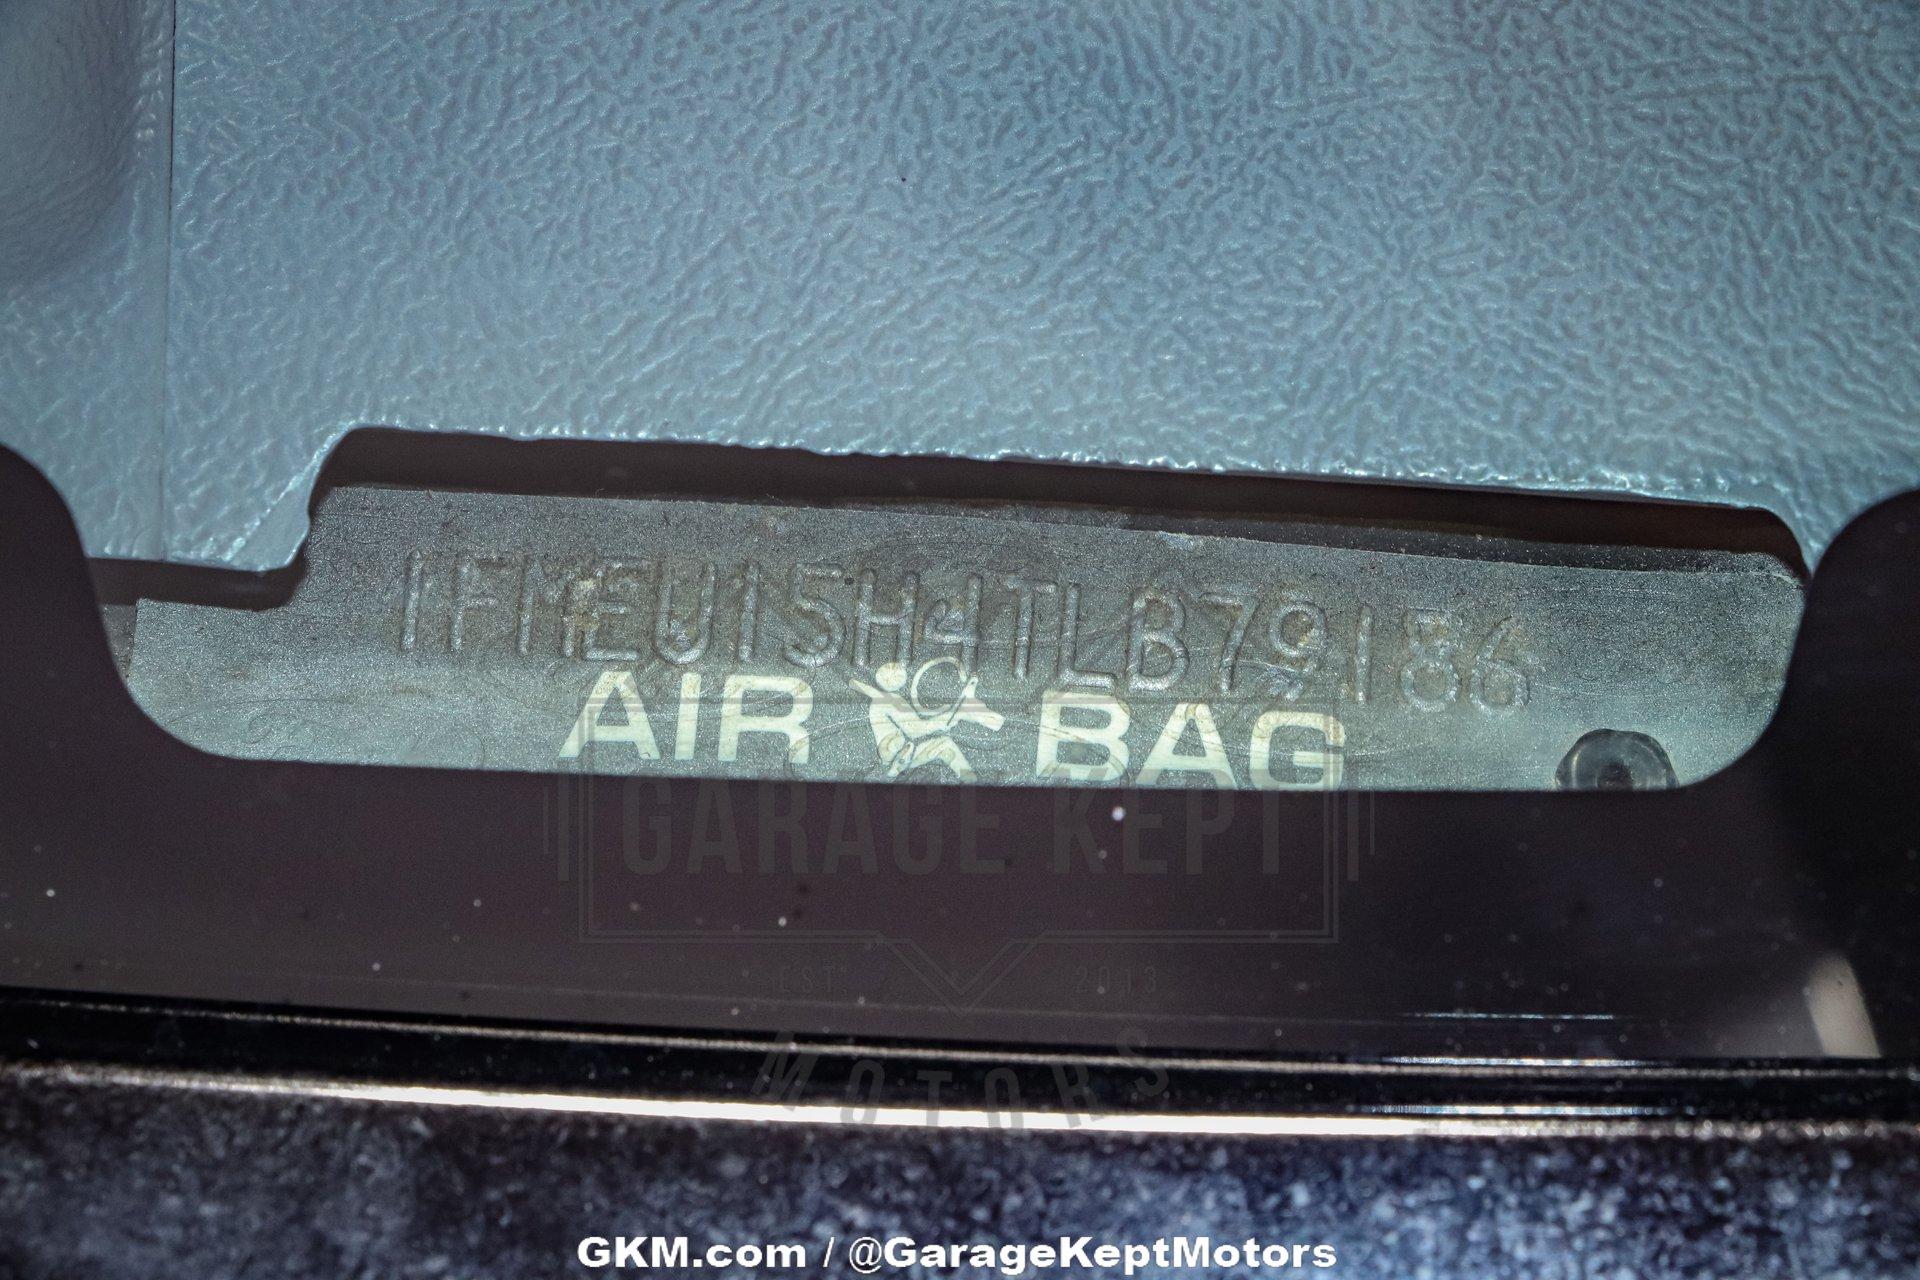 1FMEU15H4TLB79186
AIR BAG
GARAGE KEPT
EST. 2013
MOTORS
GKM.com / @GarageKeptMotors